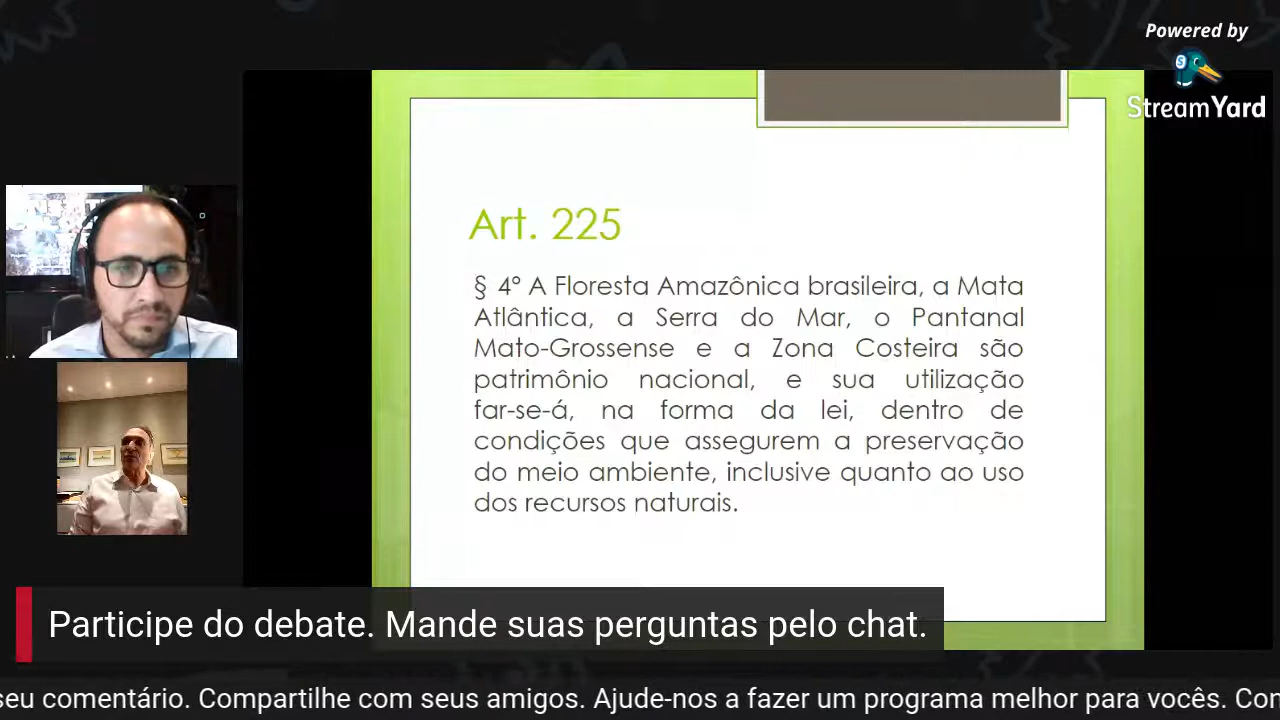 Powered by
StreamYard
Art. 225
§ 4º A Floresta Amazônica brasileira, a Mata
Atlântica, a Serra do Mar, o Pantanal
Mato-Grossense e a Zona Costeira são
patrimônio nacional, e sua utilização
far-se-á, na forma da lei, dentro de
condições que assegurem a preservação
do meio ambiente, inclusive quanto ao uso
dos recursos naturais.
Participe do debate. Mande suas perguntas pelo chat.
seu comentário. Compartilhe com seus amigos. Ajude-nos a fazer um programa melhor para vocês. Con